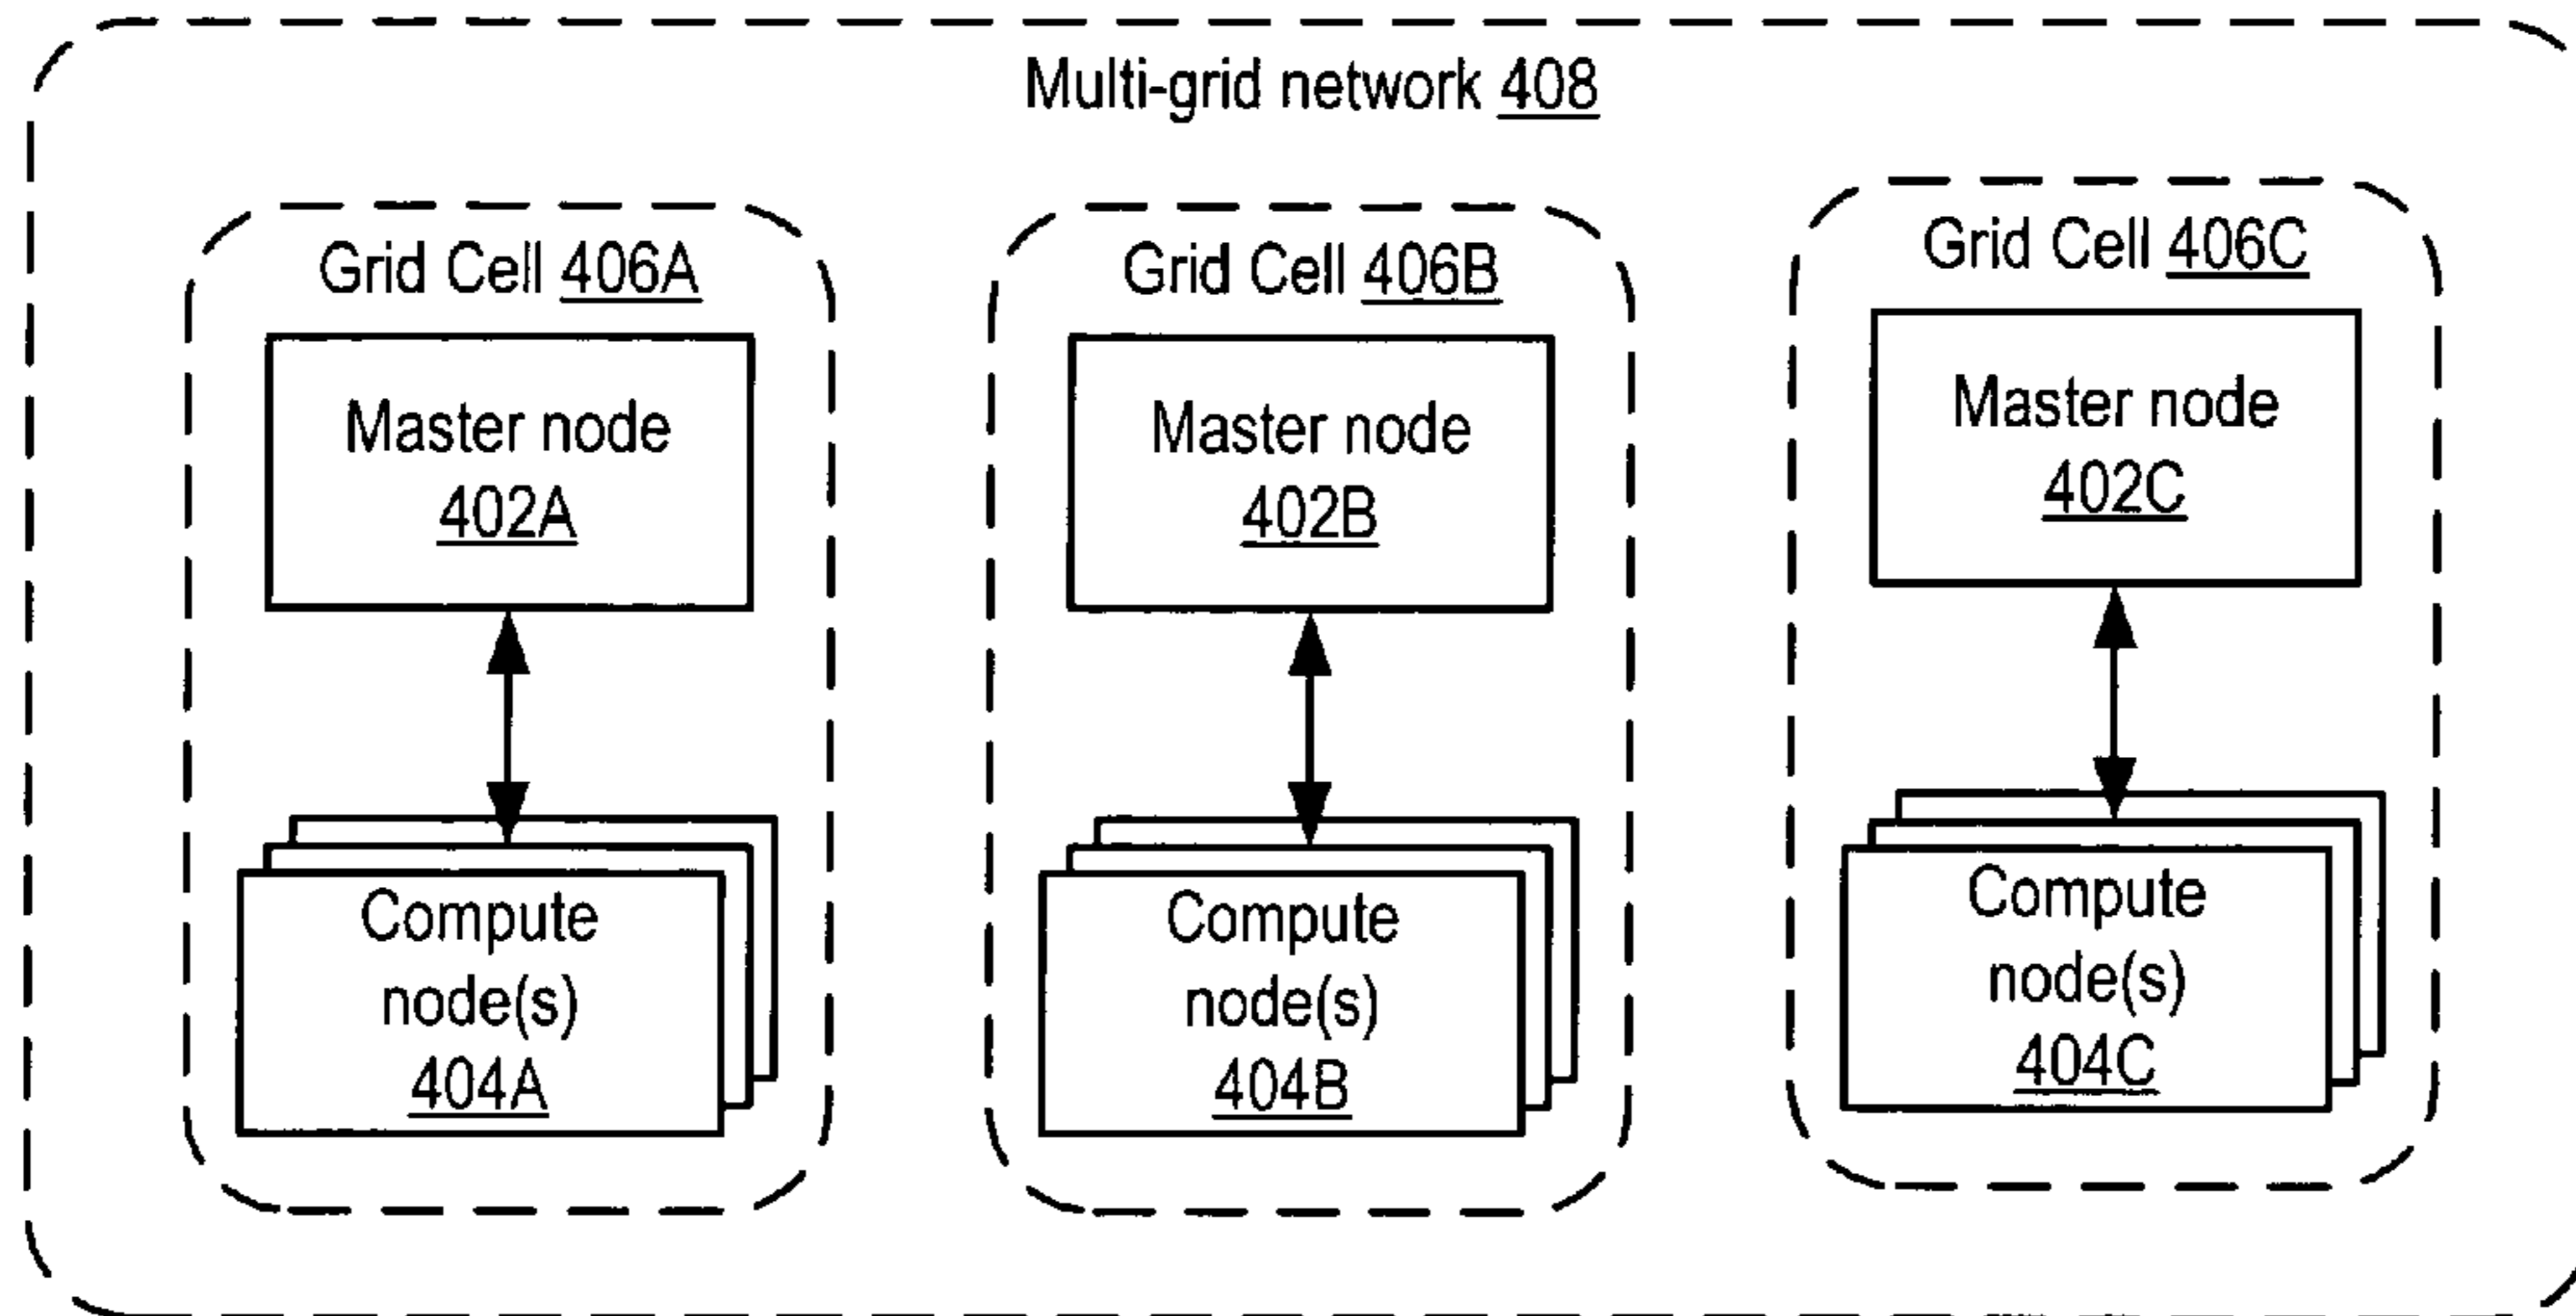 Multi-grid network 408
Grid Cell 406A
Master node
402A
Compute
node(s)
404A
Grid Cell 406B
Master node
402B
Compute
node(s)
404B
Grid Cell 406C
Master node
402C
Compute
node(s)
404C